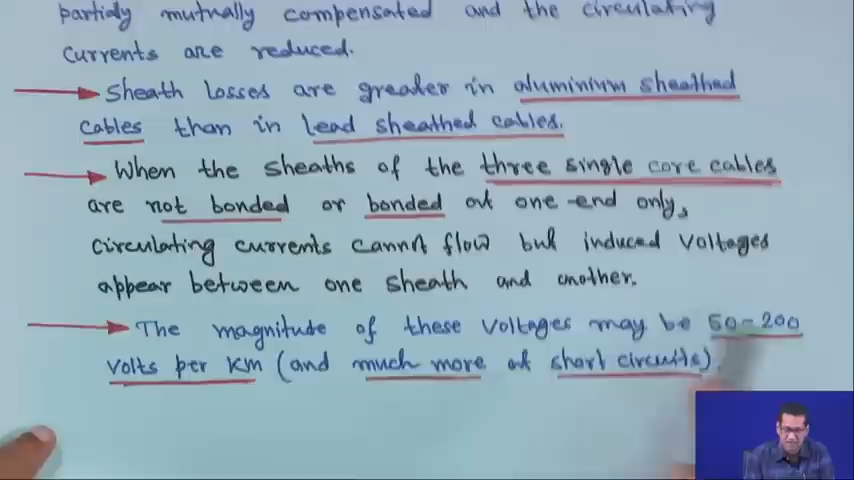 partialy mutually compensated and the circulating
currents are reduced.
Sheath losses are greater in aluminium sheathed
cables than in lead sheathed cables.
When the sheaths of the three single core cables
are not bonded or bonded at one end only,
circulating currents cannot flow but induced voltages
appear between one sheath and another.
The magnitude of these voltages may be 50-200
volts per km (and much more at short circuits).